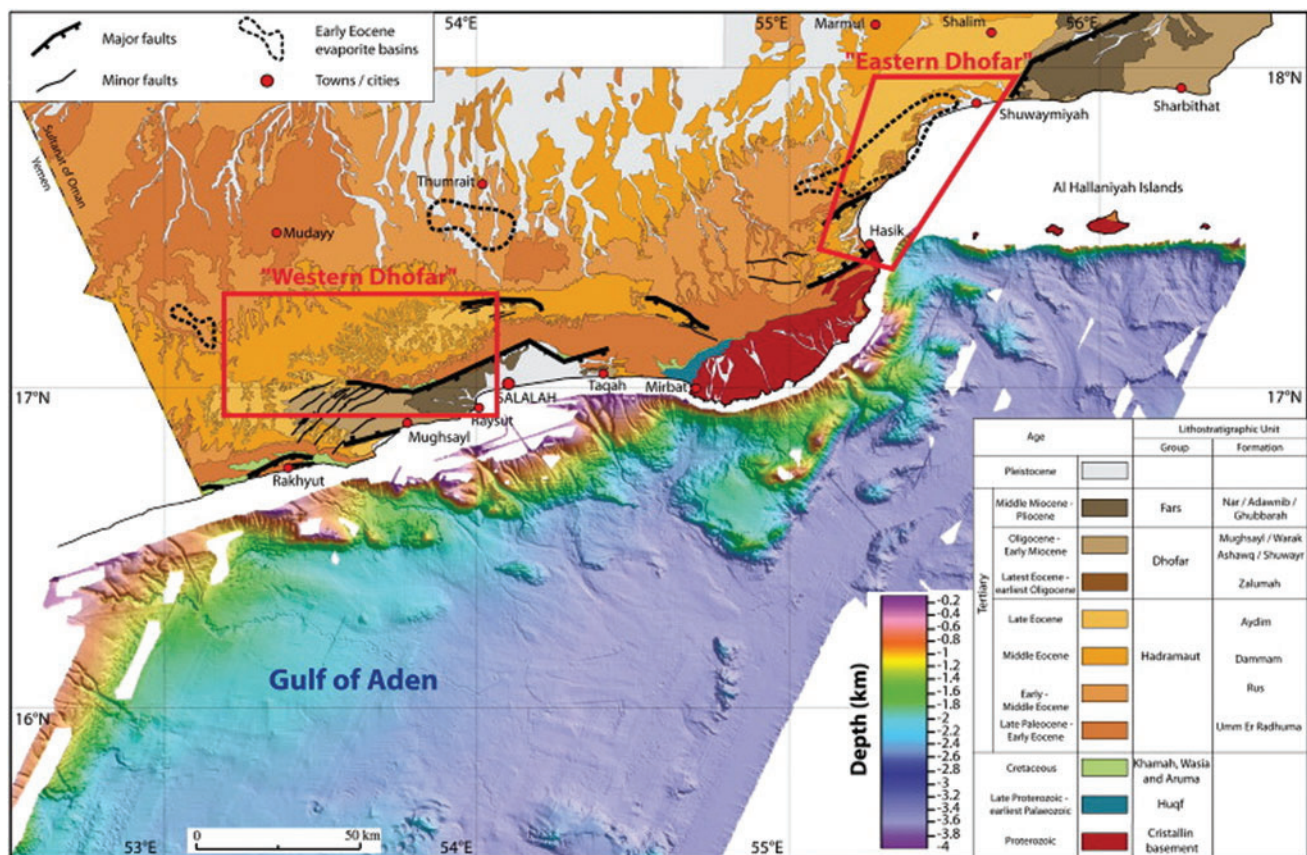 54°E
55°E
Marmul
Shalim
56°E
Major faults
Early Eocene
evaporite basins
Minor faults
Towns / cities
"Eastern Dhofar"
18°N
Shuwaymiyah
Sharbithat
Sultanat of Oman
Yemen
Thumrait
Al Hallaniyah Islands
Mudayy
Hasik
"Western Dhofar"
17°N
Taqah
Mirbat
SALALAH
17°N
Raysut
Mughsayl
Rakhyut
Age
Lithostratigraphic Unit
Group
Formation
Pleistocene
Tertiary
Middle Miocene -
Pliocene
Fars
Nar / Adawnib /
Ghubbarah
Oligocene -
Early Miocene
Dhofar
Mughsayl / Warak
Ashawq / Shuwayr
Latest Eocene -
earliest Oligocene
Zalumah
Late Eocene
Aydim
Middle Eocene
Hadramaut
Dammam
Early -
Middle Eocene
Rus
Late Paleocene -
Early Eocene
Umm Er Radhuma
Cretaceous
Khamah, Wasia
and Aruma
Late Proterozoic -
earliest Palaeozoic
Huqf
Proterozoic
Cristallin
basement
Gulf of Aden
16°N
Depth (km)
-0.2
-0.4
-0.6
-0.8
-1
-1.2
-1.4
-1.6
-1.8
-2
-2.2
-2.4
-2.6
-2.8
-3
-3.2
-3.4
-3.6
-3.8
-4
0
50 km
53°E
54°E
55°E